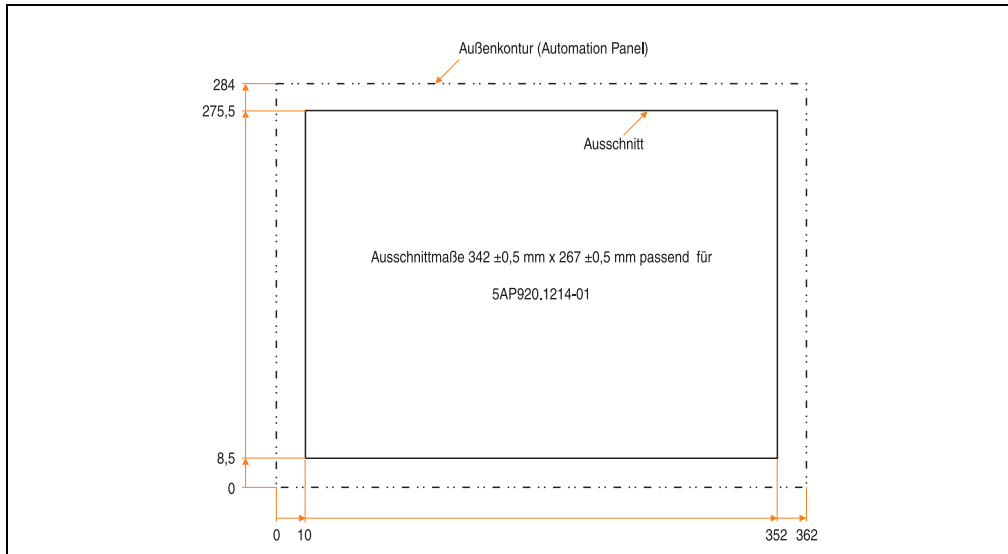 Außenkontur (Automation Panel)
284
275,5
Ausschnitt
Ausschnittmaße 342 ±0,5 mm x 267 ±0,5 mm passend für
5AP920.1214-01
8,5
0
0 10 352 362